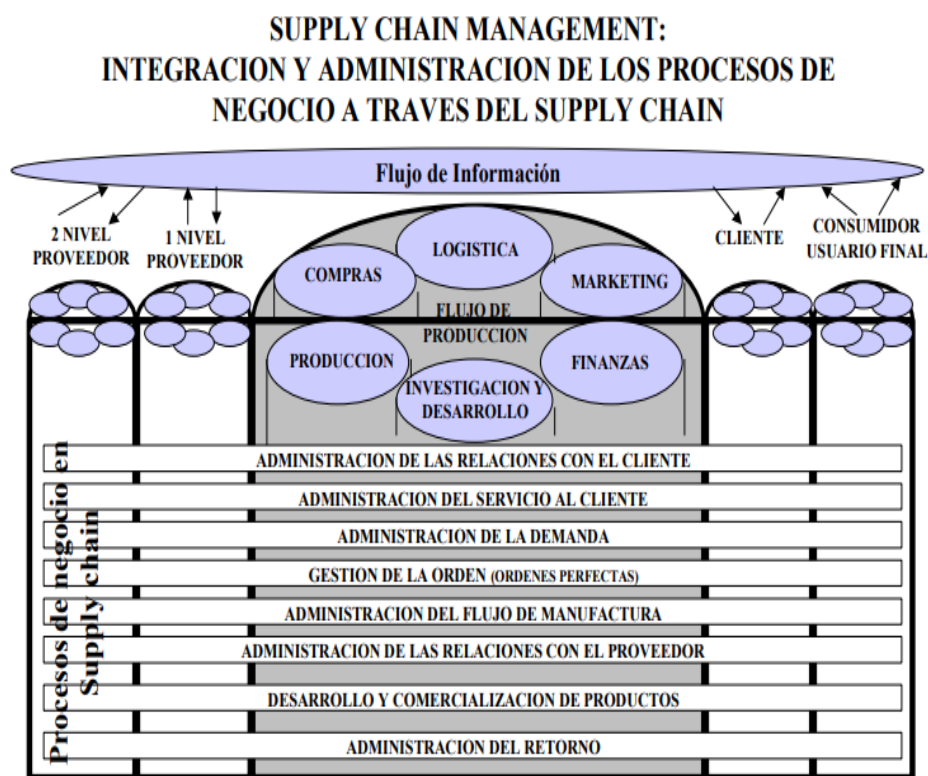 SUPPLY CHAIN MANAGEMENT:
INTEGRACION Y ADMINISTRACION DE LOS PROCESOS DE
NEGOCIO A TRAVES DEL SUPPLY CHAIN
Flujo de Información
2 NIVEL
PROVEEDOR
1 NIVEL
PROVEEDOR
CLIENTE
CONSUMIDOR
USUARIO FINAL
LOGISTICA
COMPRAS
MARKETING
FLUJO DE
PRODUCCION
PRODUCCION
FINANZAS
INVESTIGACION Y
DESARROLLO
Procesos de negocio en
Supply chain
ADMINISTRACION DE LAS RELACIONES CON EL CLIENTE
ADMINISTRACION DEL SERVICIO AL CLIENTE
ADMINISTRACION DE LA DEMANDA
GESTION DE LA ORDEN (ORDENES PERFECTAS)
ADMINISTRACION DEL FLUJO DE MANUFACTURA
ADMINISTRACION DE LAS RELACIONES CON EL PROVEEDOR
DESARROLLO Y COMERCIALIZACION DE PRODUCTOS
ADMINISTRACION DEL RETORNO